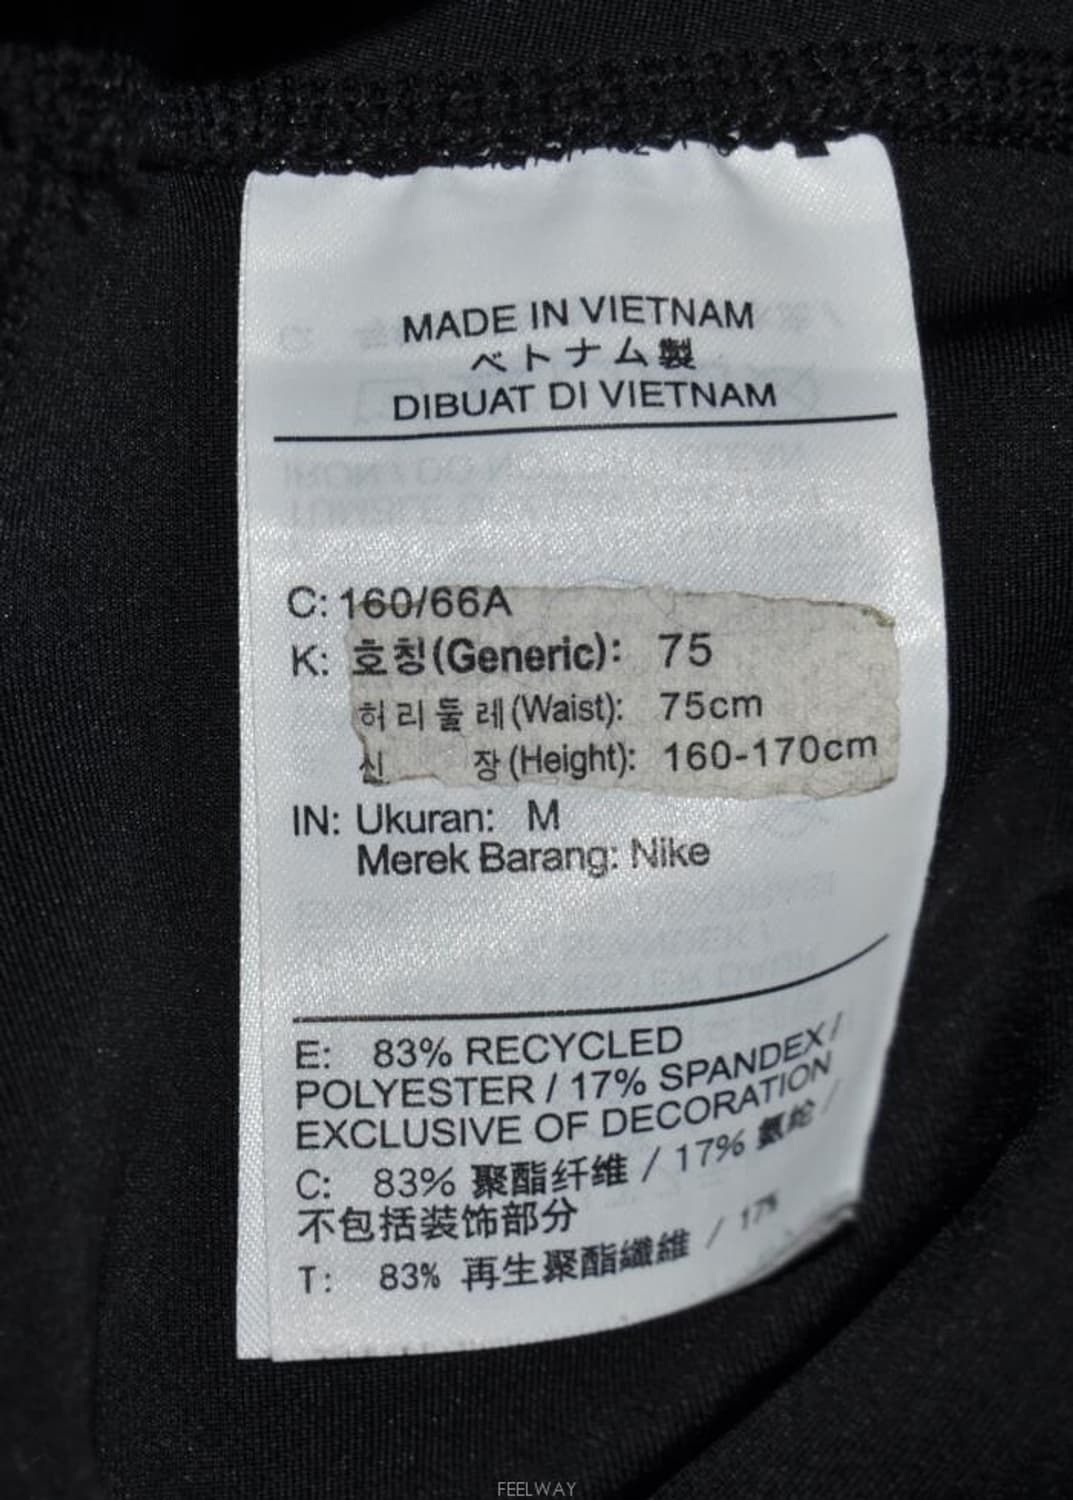 MADE IN VIETNAM
ベトナム製
DIBUAT DI VIETNAM
C: 160/66A
K: 호칭(Generic): 75
허리둘레(Waist): 75cm
신 장(Height): 160-170cm
IN: Ukuran: M
Merek Barang: Nike
E: 83% RECYCLED
POLYESTER / 17% SPANDEX /
EXCLUSIVE OF DECORATION
C: 83% 聚酯纤维 / 17% 氨纶 /
不包括装饰部分
T: 83% 再生聚酯纖維 / 17%
FEELWAY